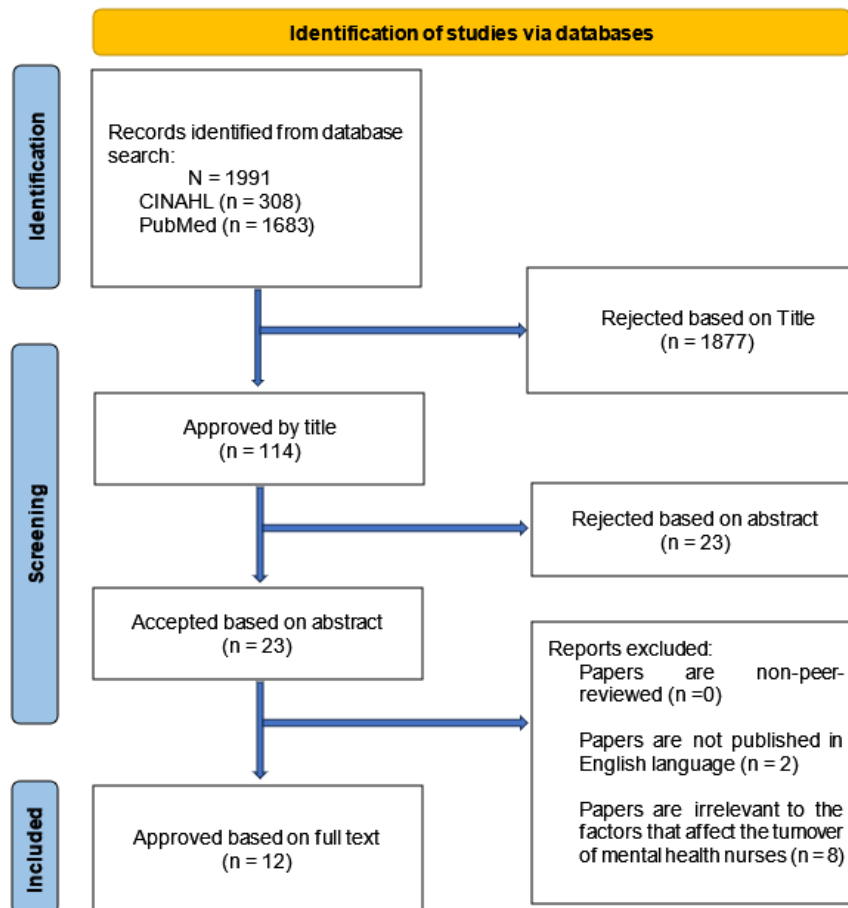 Identification of studies via databases
Identification
Records identified from database
search:
N = 1991
CINAHL (n = 308)
PubMed (n = 1683)
Rejected based on Title
(n = 1877)
Screening
Approved by title
(n = 114)
Rejected based on abstract
(n = 23)
Accepted based on abstract
(n = 23)
Reports excluded:
Papers are non-peer-
reviewed (n =0)
Papers are not published in
English language (n = 2)
Papers are irrelevant to the
factors that affect the turnover
of mental health nurses (n = 8)
Included
Approved based on full text
(n = 12)